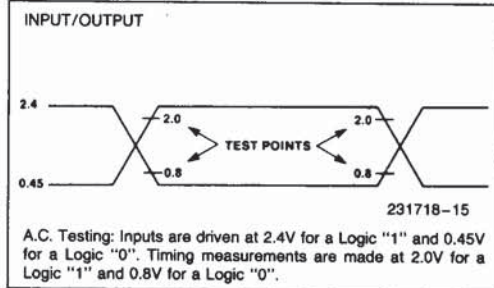 INPUT/OUTPUT
2.4
2.0
2.0
TEST POINTS
0.8
0.8
0.45
231718-15
A.C. Testing: Inputs are driven at 2.4V for a Logic "1" and 0.45V
for a Logic "0". Timing measurements are made at 2.0V for a
Logic "1" and 0.8V for a Logic "0".